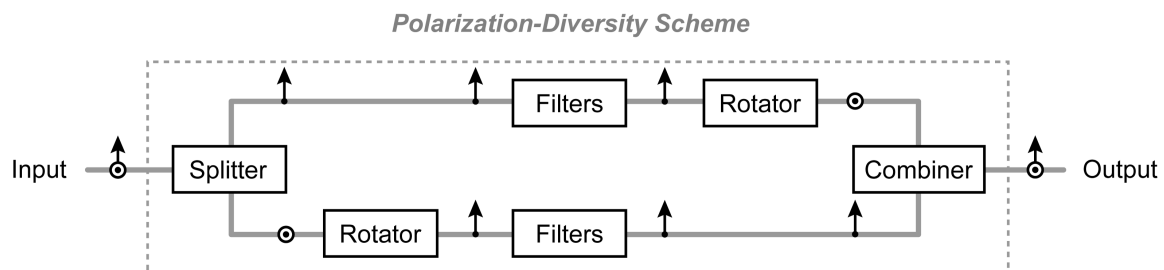 Polarization-Diversity Scheme
Filters
Rotator
Input
Splitter
Combiner
Output
Rotator
Filters